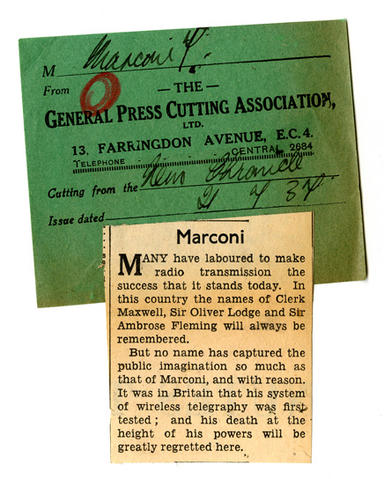 M Marconi
From
— THE —
GENERAL PRESS CUTTING ASSOCIATION,
LTD.
13, FARRINGDON AVENUE, E.C.4.
TELEPHONE CENTRAL 2684
Cutting from the News Chronicle
Issue dated 21 7 37
Marconi
MANY have laboured to make
radio transmission the
success that it stands today. In
this country the names of Clerk
Maxwell, Sir Oliver Lodge and Sir
Ambrose Fleming will always be
remembered.
But no name has captured the
public imagination so much as
that of Marconi, and with reason.
It was in Britain that his system
of wireless telegraphy was first
tested; and his death at the
height of his powers will be
greatly regretted here.